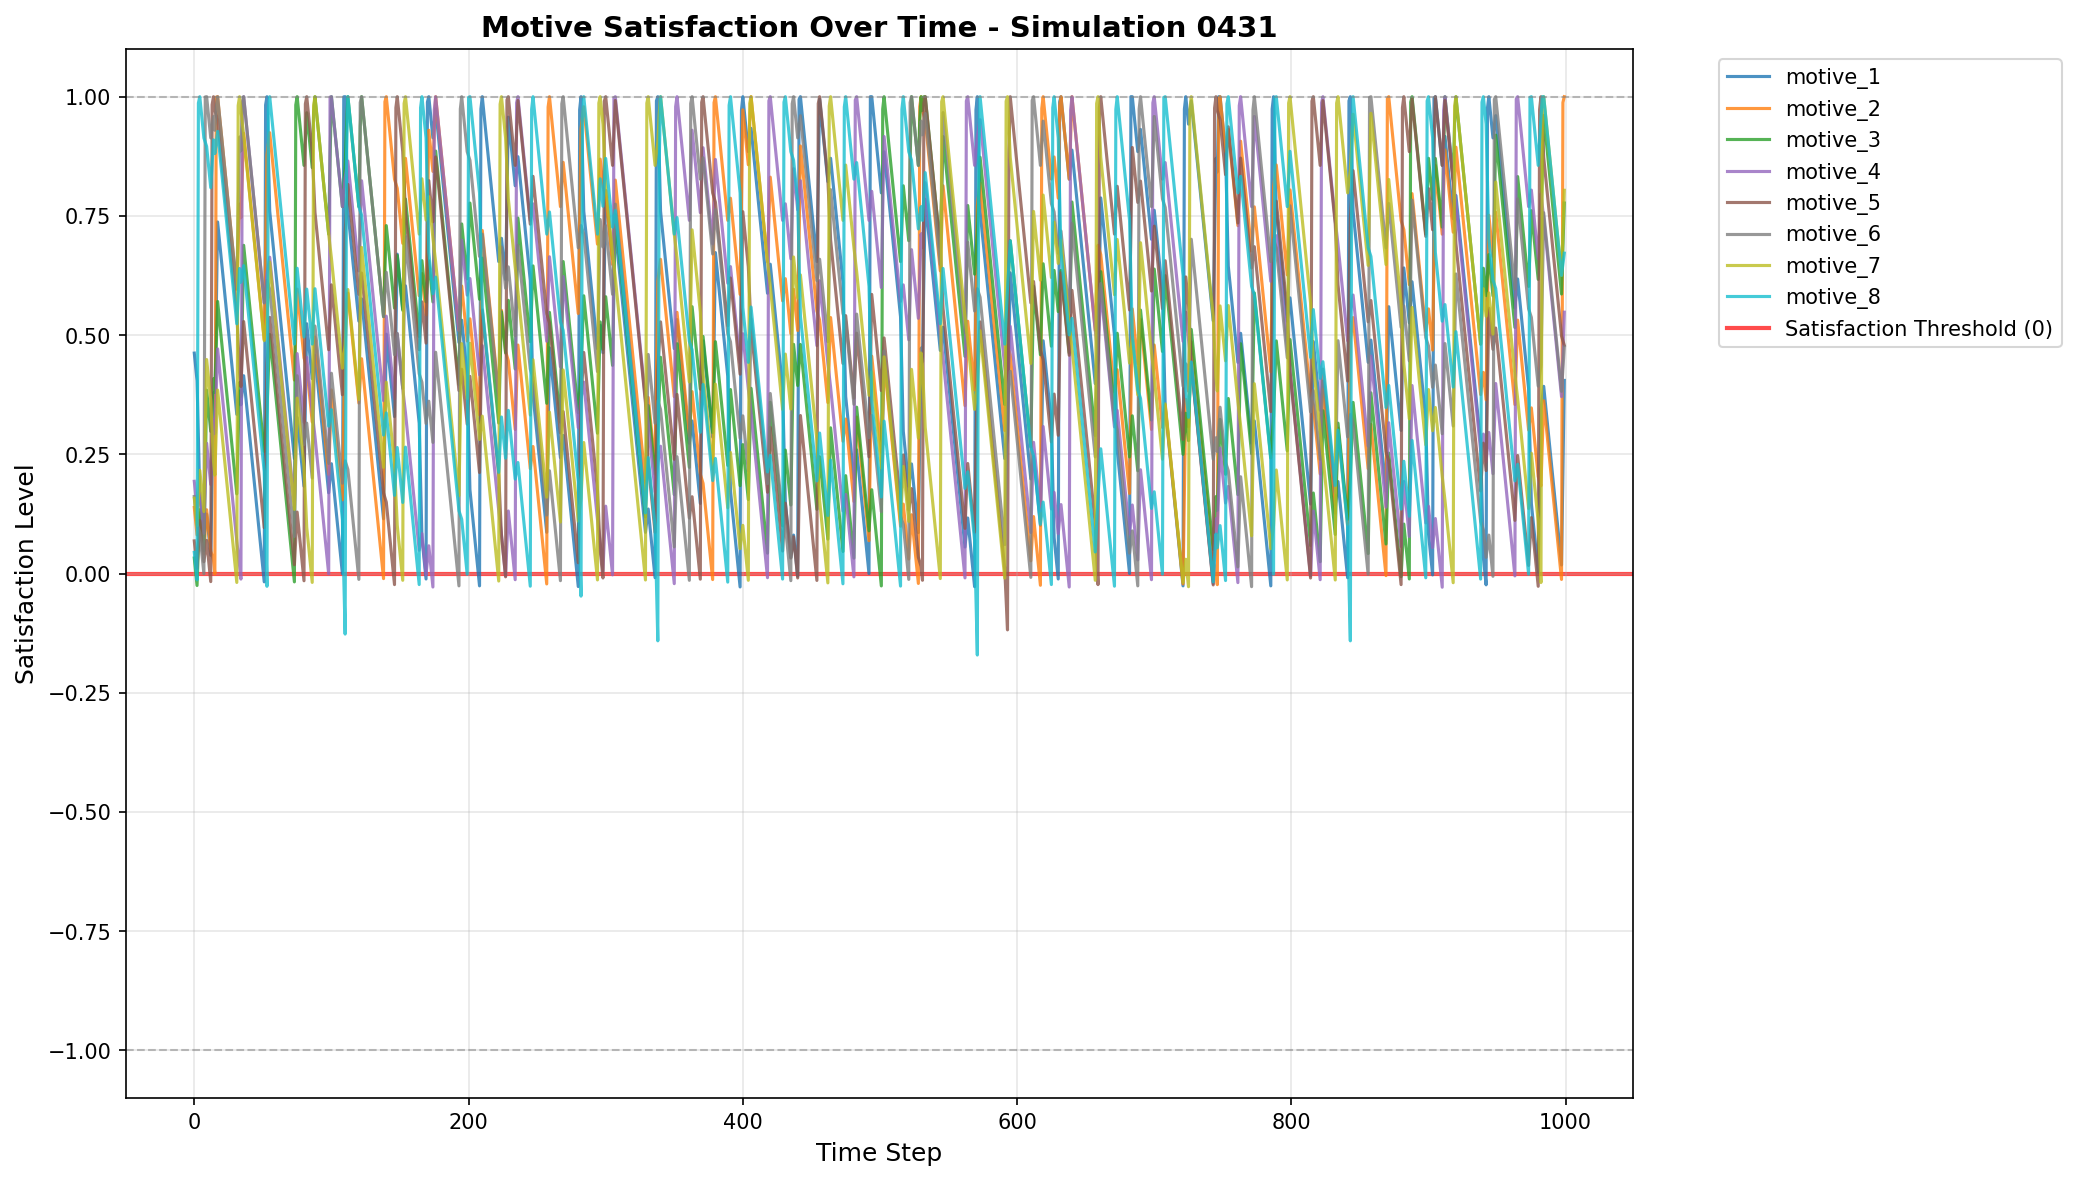 Motive Satisfaction Over Time - Simulation 0431
Satisfaction Level
1.00
0.75
0.50
0.25
0.00
−0.25
−0.50
−0.75
−1.00
0
200
400
600
800
1000
Time Step
motive_1
motive_2
motive_3
motive_4
motive_5
motive_6
motive_7
motive_8
Satisfaction Threshold (0)